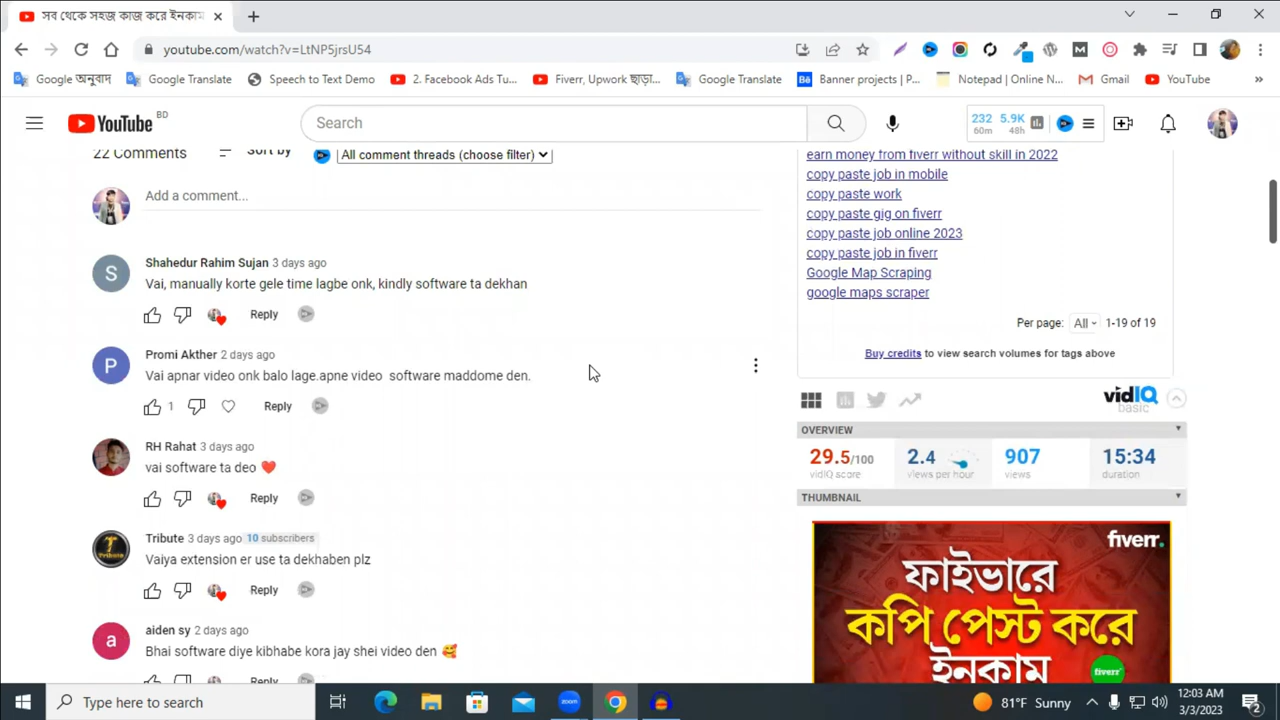 সব থেকে সহজ কাজ করে ইনকাম
youtube.com/watch?v=LtNP5jrsU54
Google অনুবাদ
Google Translate
Speech to Text Demo
2. Facebook Ads Tu...
Fiverr, Upwork ছাড়া...
Google Translate
Banner projects | P...
Notepad | Online N...
Gmail
YouTube
YouTube BD
Search
232 5.9K
60m 48h
22 Comments
Sort by
All comment threads (choose filter)
Add a comment...
Shahedur Rahim Sujan 3 days ago
Vai, manually korte gele time lagbe onk, kindly software ta dekhan
Reply
Promi Akther 2 days ago
Vai apnar video onk balo lage.apne video software maddome den.
1 Reply
RH Rahat 3 days ago
vai software ta deo ❤️
Reply
Tribute 3 days ago 10 subscribers
Vaiya extension er use ta dekhaben plz
Reply
aiden sy 2 days ago
Bhai software diye kibhabe kora jay shei video den 🥰
Reply
earn money from fiverr without skill in 2022
copy paste job in mobile
copy paste work
copy paste gig on fiverr
copy paste job online 2023
copy paste job in fiverr
Google Map Scraping
google maps scraper
Per page: All 1-19 of 19
Buy credits to view search volumes for tags above
vidIQ
basic
OVERVIEW
29.5/100 2.4 907 15:34
vidIQ score views per hour views duration
THUMBNAIL
fiverr.
ফাইভারে
কপি পেস্ট করে
ইনকাম
fiverr
Type here to search
zoom
81°F Sunny
12:03 AM
3/3/2023
2